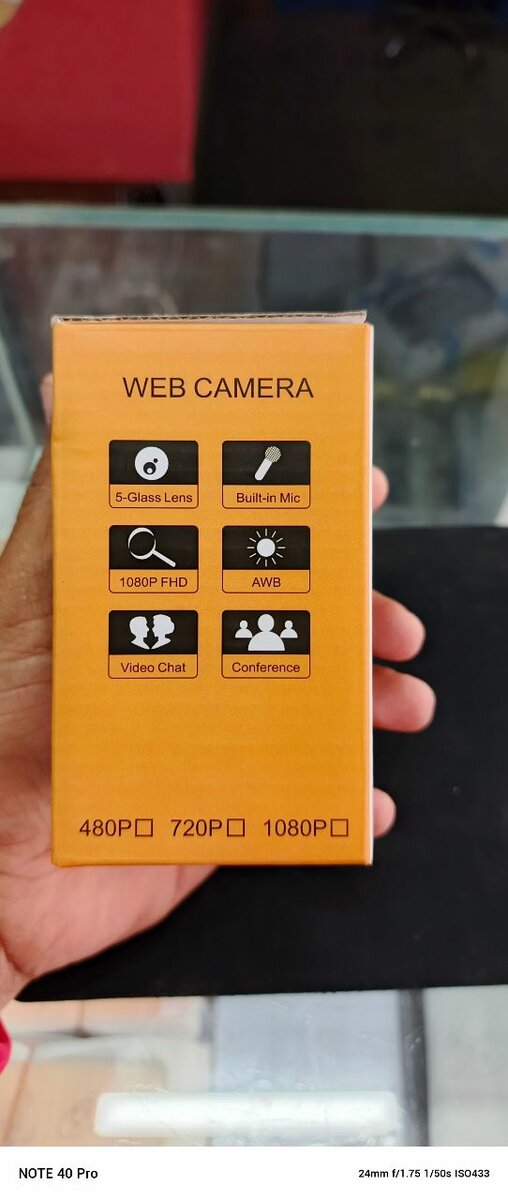 WEB CAMERA
5-Glass Lens
Built-in Mic
1080P FHD
AWB
Video Chat
Conference
480P☐ 720P☐ 1080P☐
NOTE 40 Pro
24mm f/1.75 1/50s ISO433